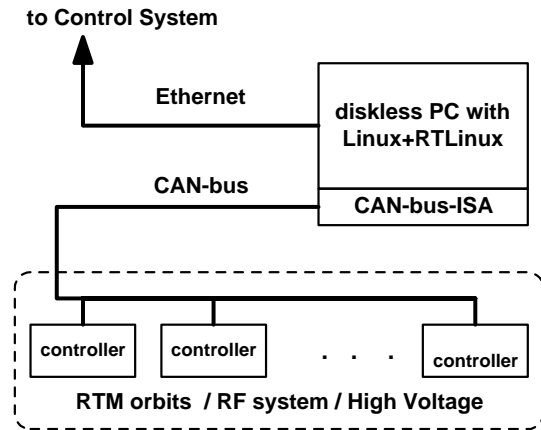 to Control System
Ethernet
diskless PC with
Linux+RTLinux
CAN-bus
CAN-bus-ISA
controller
controller
. . .
controller
RTM orbits / RF system / High Voltage